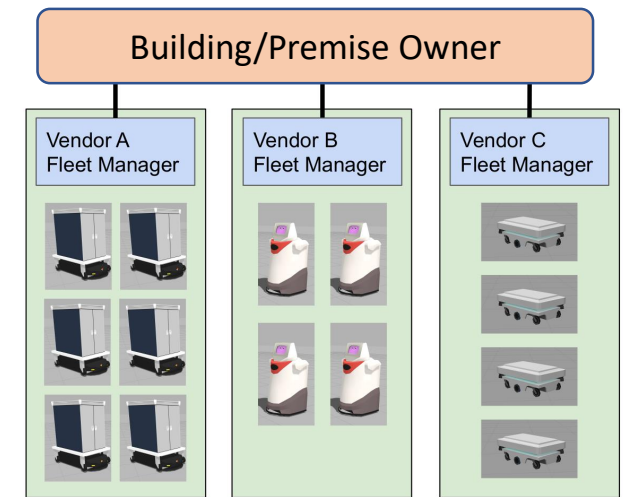 Building/Premise Owner
Vendor A
Fleet Manager
Vendor B
Fleet Manager
Vendor C
Fleet Manager